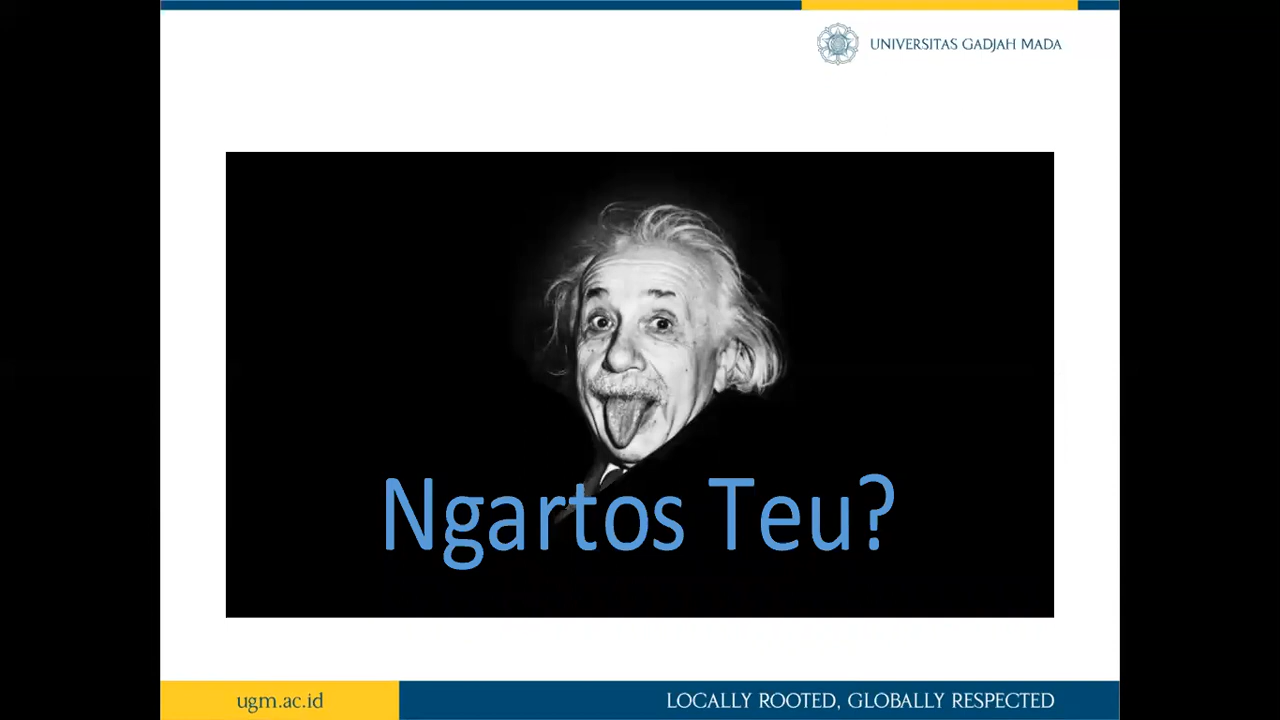 UNIVERSITAS GADJAH MADA
Ngartos Teu?
ugm.ac.id
LOCALLY ROOTED, GLOBALLY RESPECTED